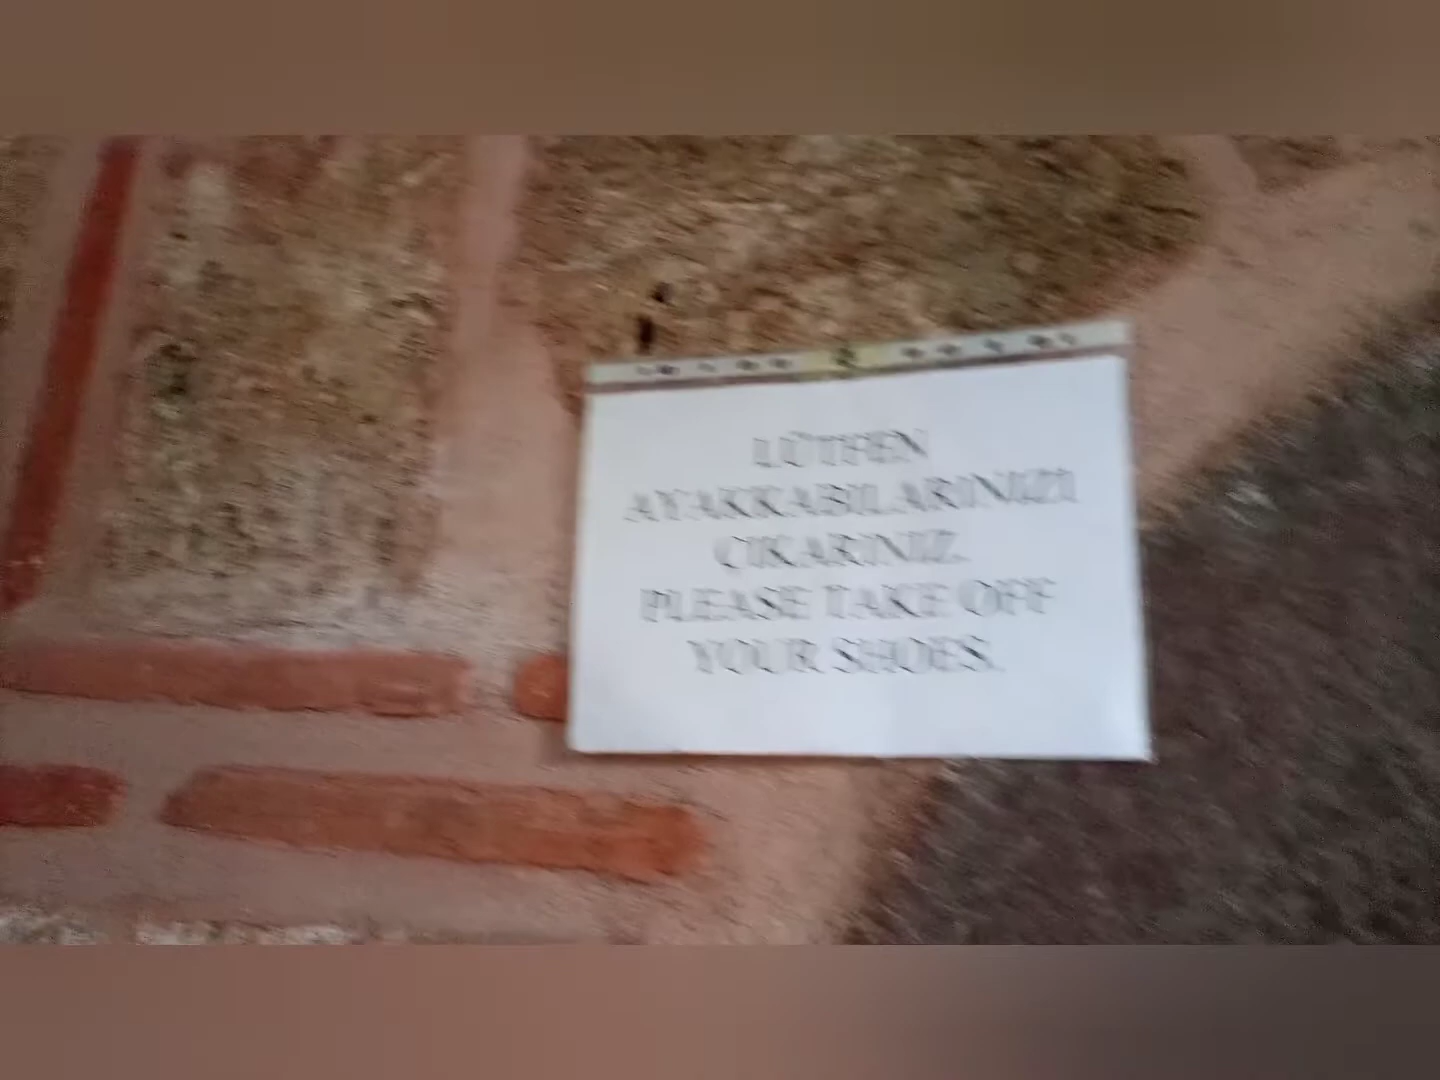 LÜTFEN
AYAKKABILARINIZI
ÇIKARINIZ.
PLEASE TAKE OFF
YOUR SHOES.